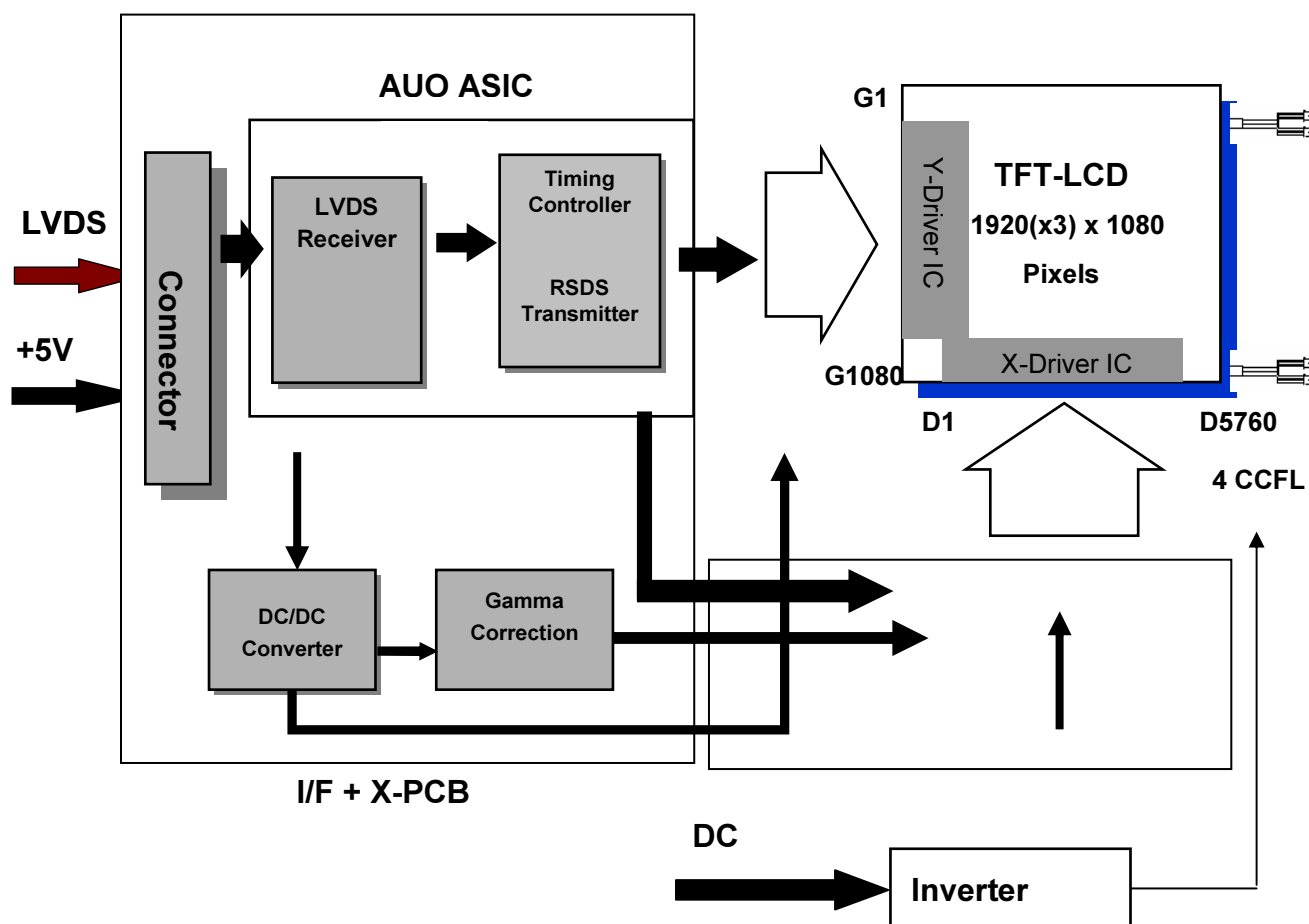 AUO ASIC
LVDS
+5V
Connector
LVDS
Receiver
Timing
Controller
RSDS
Transmitter
G1
Y-Driver IC
TFT-LCD
1920(x3) x 1080
Pixels
X-Driver IC
G1080
D1
D5760
4 CCFL
DC/DC
Converter
Gamma
Correction
I/F + X-PCB
DC
Inverter